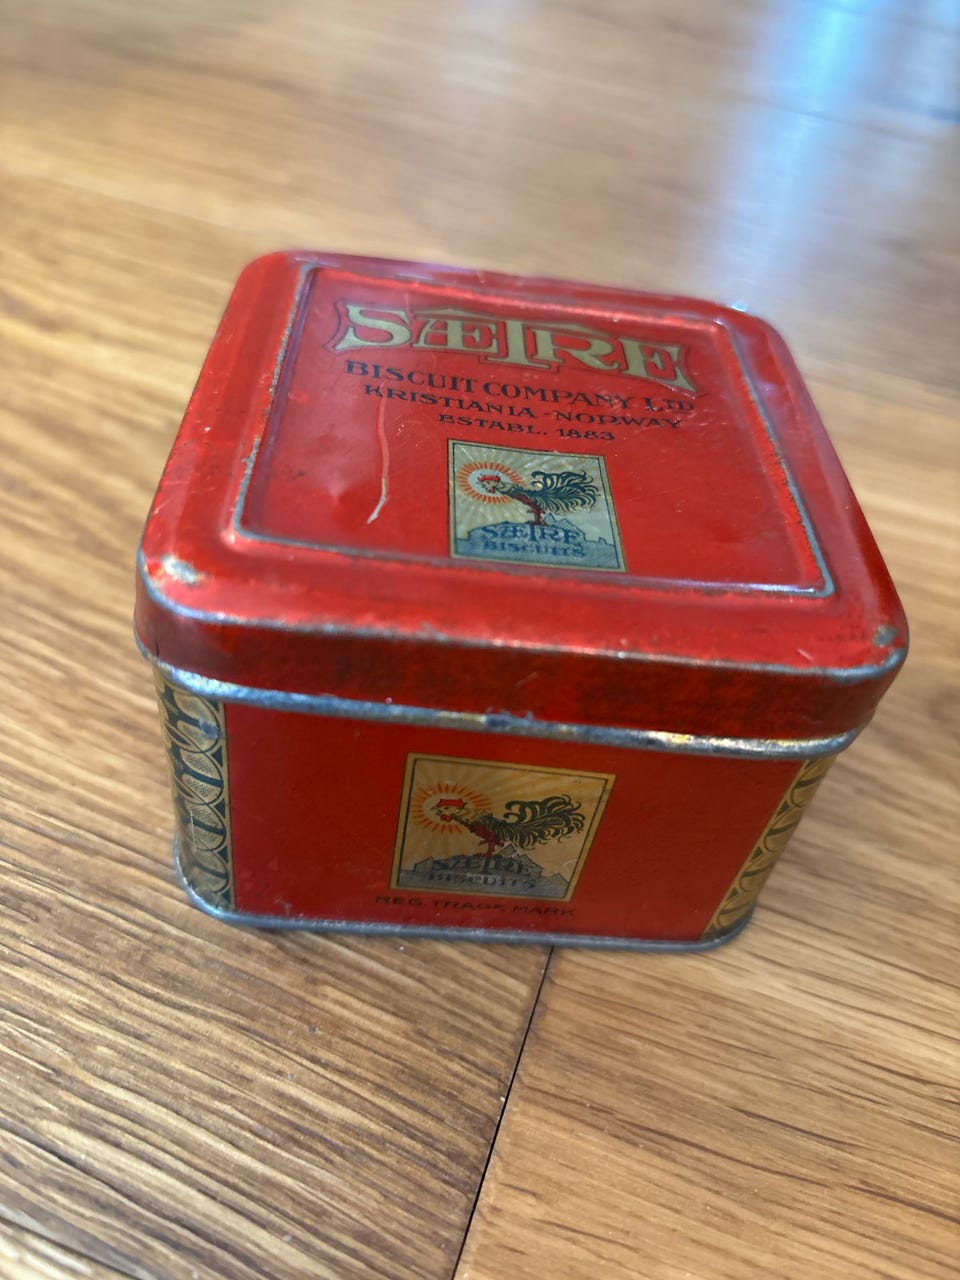 SÆTRE
BISCUIT COMPANY LTD
KRISTIANIA - NORWAY
ESTABL. 1883
SÆTRE
BISCUITS
SÆTRE
BISCUITS
REG. TRADE MARK